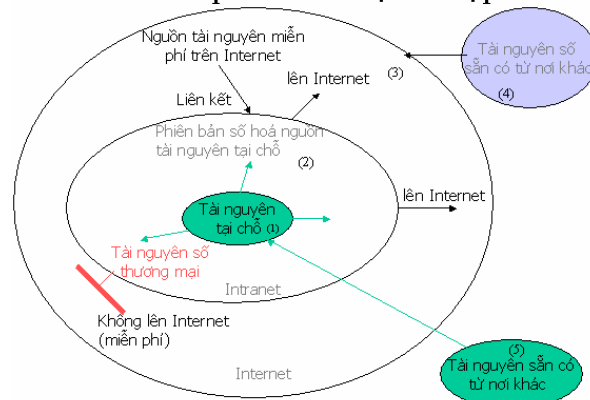 Nguồn tài nguyên miễn
phí trên Internet
Tài nguyên số
sẵn có từ nơi khác
(4)
(3)
lên Internet
Liên kết
Phiên bản số hoá nguồn
tài nguyên tại chỗ
(2)
lên Internet
Tài nguyên
tại chỗ (1)
Tài nguyên số
thương mại
Intranet
Không lên Internet
(miễn phí)
Internet
(5)
Tài nguyên sẵn có
từ nơi khác